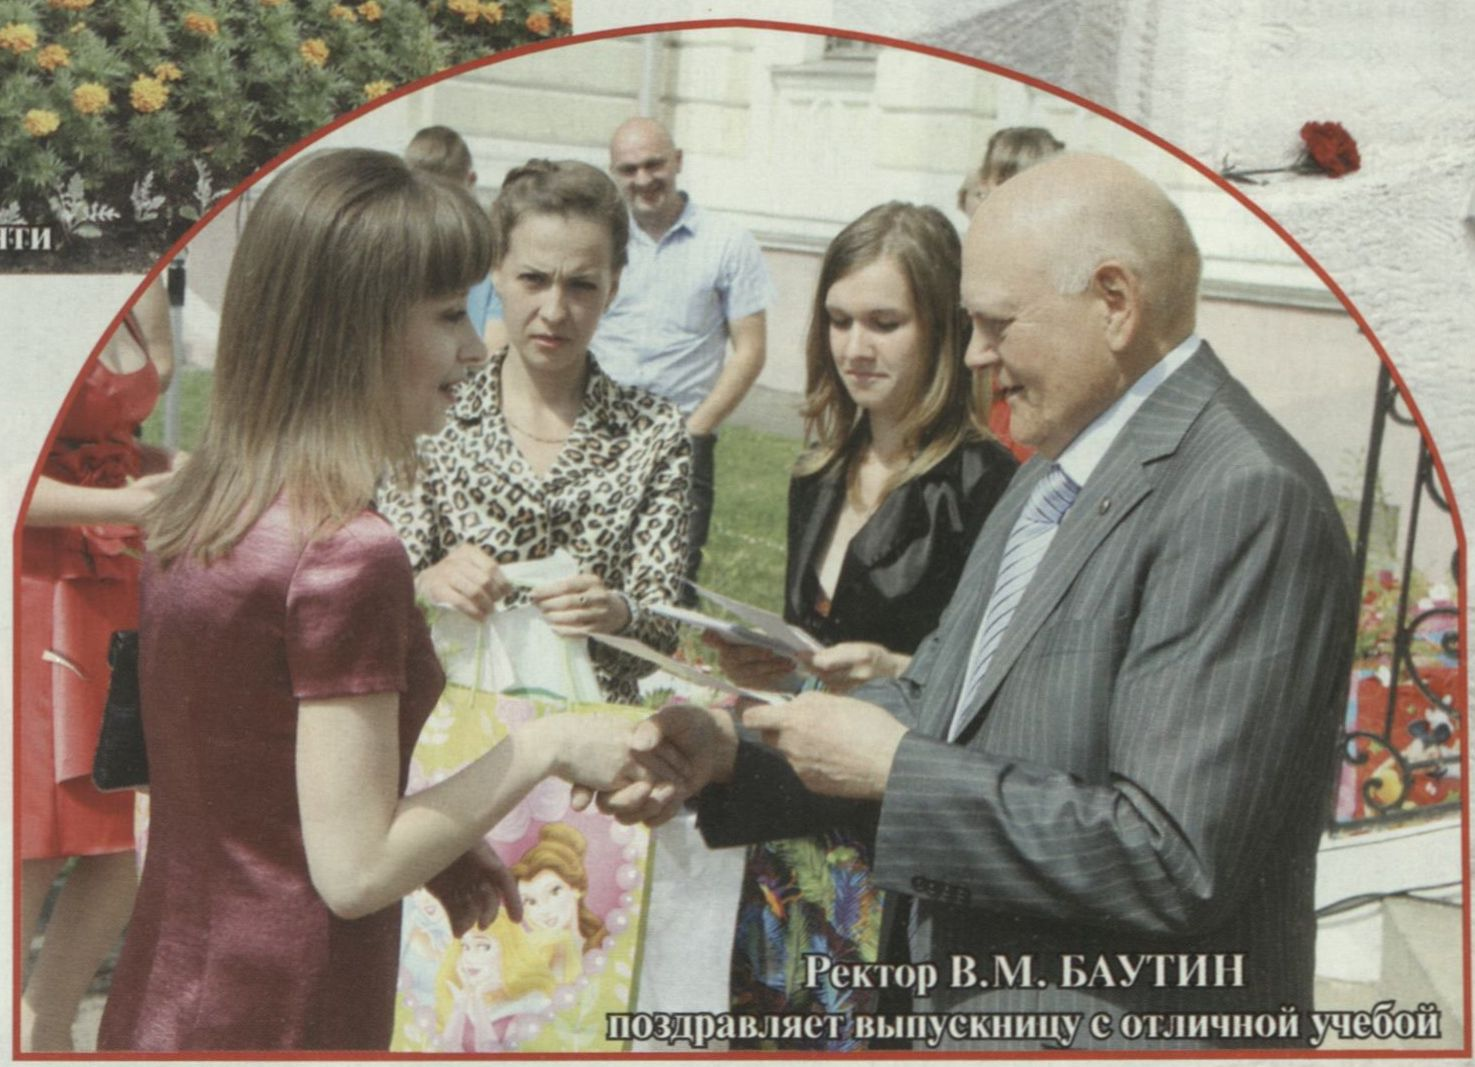 Ректор В.М. БАУТИН
поздравляет выпускницу с отличной учебой